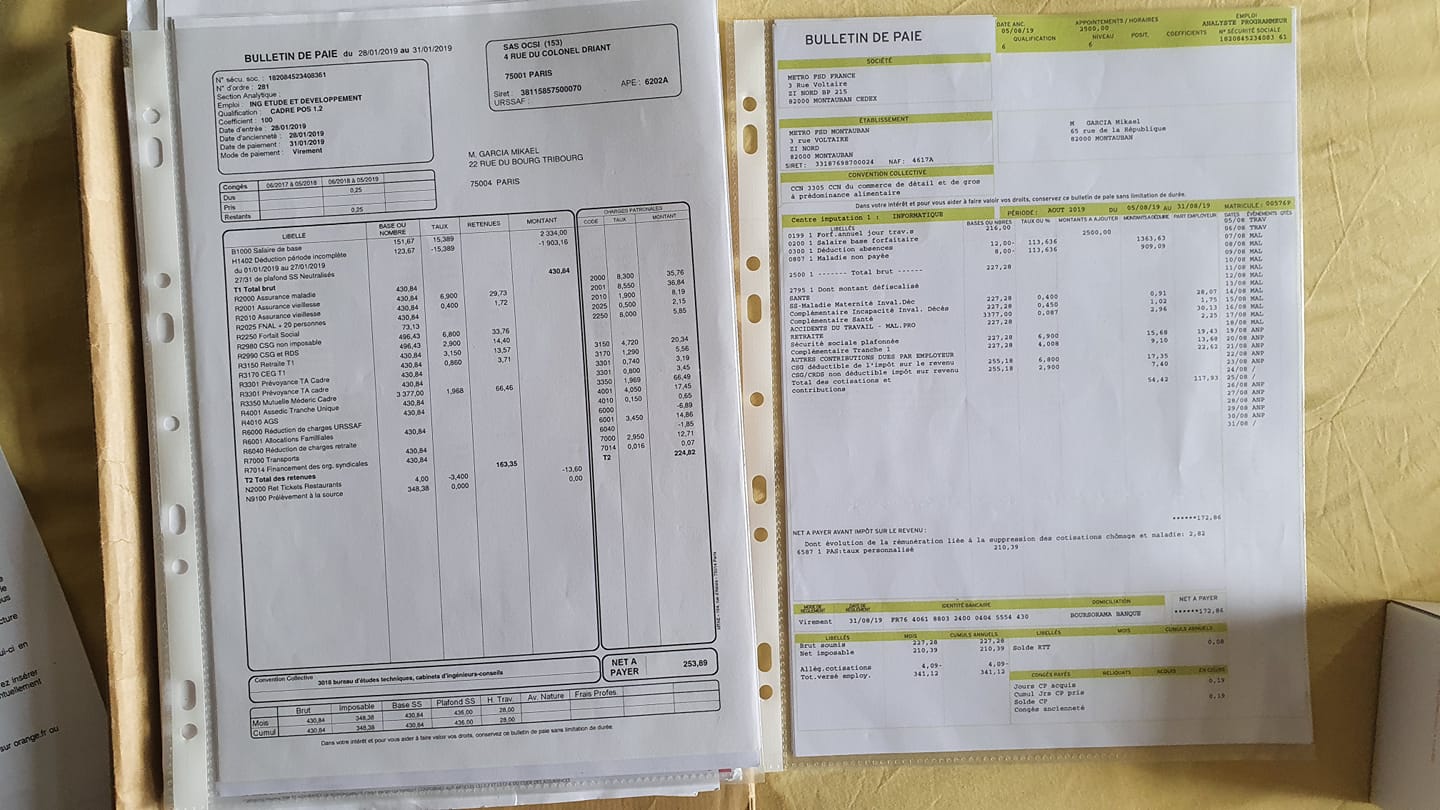 BULLETIN DE PAIE du 28/01/2019 au 31/01/2019
N° sécu. soc. : 182084523408361
N° d'ordre : 281
Section Analytique :
Emploi : ING ETUDE ET DEVELOPPEMENT
Qualification : CADRE POS 1.2
Coefficient : 100
Date d'entrée : 28/01/2019
Date d'ancienneté : 28/01/2019
Date de paiement : 31/01/2019
Mode de paiement : Virement
SAS OCSI (153)
4 RUE DU COLONEL DRIANT
75001 PARIS
Siret : 38115857500070 APE : 6202A
URSSAF :
M. GARCIA MIKAEL
22 RUE DU BOURG TRIBOURG
75004 PARIS
Congés 06/2017 à 05/2018 06/2018 à 05/2019
Dus 0,25
Pris
Restants 0,25
LIBELLE BASE OU NOMBRE TAUX RETENUES MONTANT
CHARGES PATRONALES
CODE TAUX MONTANT
B1000 Salaire de base 151,67 15,389 2 334,00
H1402 Déduction période incomplète 123,67 -15,389 -1 903,16
du 01/01/2019 au 27/01/2019
27/31 de plafond SS Neutralisés
T1 Total brut 430,84
R2000 Assurance maladie 430,84 2000 8,300 35,76
R2001 Assurance vieillesse 430,84 6,900 29,73 2001 8,550 36,84
R2010 Assurance vieillesse 430,84 0,400 1,72 2010 1,900 8,19
R2025 FNAL + 20 personnes 430,84 2025 0,500 2,15
R2250 Forfait Social 73,13 2250 8,000 5,85
R2980 CSG non imposable 496,43 6,800 33,76
R2990 CSG et RDS 496,43 2,900 14,40
R3150 Retraite T1 430,84 3,150 13,57 3150 4,720 20,34
R3170 CEG T1 430,84 0,860 3,71 3170 1,290 5,56
R3301 Prévoyance TA Cadre 430,84 3301 0,740 3,19
R3301 Prévoyance TA cadre 430,84 3301 0,800 3,45
R3350 Mutuelle Méderic Cadre 3 377,00 1,968 66,46 3350 1,969 66,49
R4001 Assedic Tranche Unique 430,84 4001 4,050 17,45
R4010 AGS 430,84 4010 0,150 0,65
R6000 Réduction de charges URSSAF 6000 -6,89
R6001 Allocations Familliales 430,84 6001 3,450 14,86
R6040 Réduction de charges retraite 6040 -1,85
R7000 Transports 430,84 7000 2,950 12,71
R7014 Financement des org. syndicales 430,84 7014 0,016 0,07
T2 Total des retenues 163,35 T2 224,82
N2000 Ret Tickets Restaurants 4,00 -3,400 -13,60
N9100 Prélèvement à la source 348,38 0,000 0,00
NET A PAYER 253,89
Convention Collective 3018 bureau d'études techniques, cabinets d'ingénieurs-conseils
Brut Imposable Base SS Plafond SS H. Trav. Av. Nature Frais Profes.
Mois 430,84 348,38 430,84 436,00 28,00
Cumul 430,84 348,38 430,84 436,00 28,00
Dans votre intérêt et pour vous aider à faire valoir vos droits, conservez ce bulletin de paie sans limitation de durée.
BULLETIN DE PAIE
DATE ANC. APPOINTEMENTS / HORAIRES EMPLOI
05/08/19 2500,00 ANALYSTE PROGRAMMEUR
QUALIFICATION NIVEAU POSIT. COEFFICIENTS N° SÉCURITÉ SOCIALE
6 6 1820845234083 61
SOCIÉTÉ
METRO FSD FRANCE
3 Rue Voltaire
ZI NORD BP 215
82000 MONTAUBAN CEDEX
ÉTABLISSEMENT
METRO FSD MONTAUBAN
3 rue VOLTAIRE
ZI NORD
82000 MONTAUBAN
SIRET: 33187698700024 NAF: 4617A
M GARCIA Mikael
65 rue de la République
82000 MONTAUBAN
CONVENTION COLLECTIVE
CCN 3305 CCN du commerce de détail et de gros
à prédominance alimentaire
Dans votre intérêt et pour vous aider à faire valoir vos droits, conservez ce bulletin de paie sans limitation de durée.
Centre imputation 1 : INFORMATIQUE PÉRIODE: AOUT 2019 DU 05/08/19 AU 31/08/19 MATRICULE: 005769
LIBELLÉS BASES OU NBRES TAUX OU % MONTANTS A AJOUTER MONTANTS A DÉDUIRE PART EMPLOYEUR DATES ÉVÉNEMENTS QTÉS
0199 1 Forf.annuel jour trav.s 216,00
0200 1 Salaire base forfaitaire 2500,00
0300 1 Déduction absences 12,00- 113,636 1363,63
0807 1 Maladie non payée 8,00- 113,636 909,09
2500 1 ------- Total brut ------ 227,28
2795 1 Dont montant défiscalisé
SANTE
SS-Maladie Maternité Inval.Déc 227,28 0,400 0,91 28,07
Complémentaire Incapacité Inval. Décès 227,28 0,450 1,02 1,75
Complémentaire Santé 3377,00 0,087 2,96 30,13
ACCIDENTS DU TRAVAIL - MAL.PRO 227,28 2,25
RETRAITE
Sécurité sociale plafonnée 227,28 6,900 15,68 19,43
Complémentaire Tranche 1 227,28 4,008 9,10 13,60
AUTRES CONTRIBUTIONS DUES PAR EMPLOYEUR 22,62
CSG déductible de l'impôt sur le revenu 255,18 6,800 17,35
CSG/CRDS non déductible impôt sur revenu 255,18 2,900 7,40
Total des cotisations et 54,42 117,93
contributions
05/08 TRAV
06/08 TRAV
07/08 MAL
08/08 MAL
09/08 MAL
10/08 MAL
11/08 MAL
12/08 MAL
13/08 MAL
14/08 MAL
15/08 MAL
16/08 MAL
17/08 MAL
18/08 MAL
19/08 ANP
20/08 ANP
21/08 ANP
22/08 ANP
23/08 ANP
24/08 /
25/08 /
26/08 ANP
27/08 ANP
28/08 ANP
29/08 ANP
30/08 ANP
31/08 /
******172,86
NET A PAYER AVANT IMPÔT SUR LE REVENU :
Dont évolution de la rémunération liée à la suppression des cotisations chômage et maladie: 2,82
6587 1 PAS:taux personnalisé 210,39
MODE DE RÈGLEMENT DATE DE RÈGLEMENT IDENTITÉ BANCAIRE DOMICILIATION NET A PAYER
Virement 31/08/19 FR76 4061 8803 2400 0404 5554 430 BOURSORAMA BANQUE ******172,86
LIBELLÉS MOIS CUMULS ANNUELS LIBELLÉS MOIS CUMULS ANNUELS
Brut soumis 227,28 227,28 Solde RTT 0,08
Net imposable 210,39 210,39
Allèg.cotisations 4,09- 4,09-
Tot.versé employ. 341,12 341,12
CONGÉS PAYÉS RELIQUATS ACQUIS EN COURS
Jours CP acquis 0,19
Cumul Jrs CP pris
Solde CP 0,19
Congés ancienneté
cture
ui-ci en
ez insérer
ntuellement
sur orange.fr ou